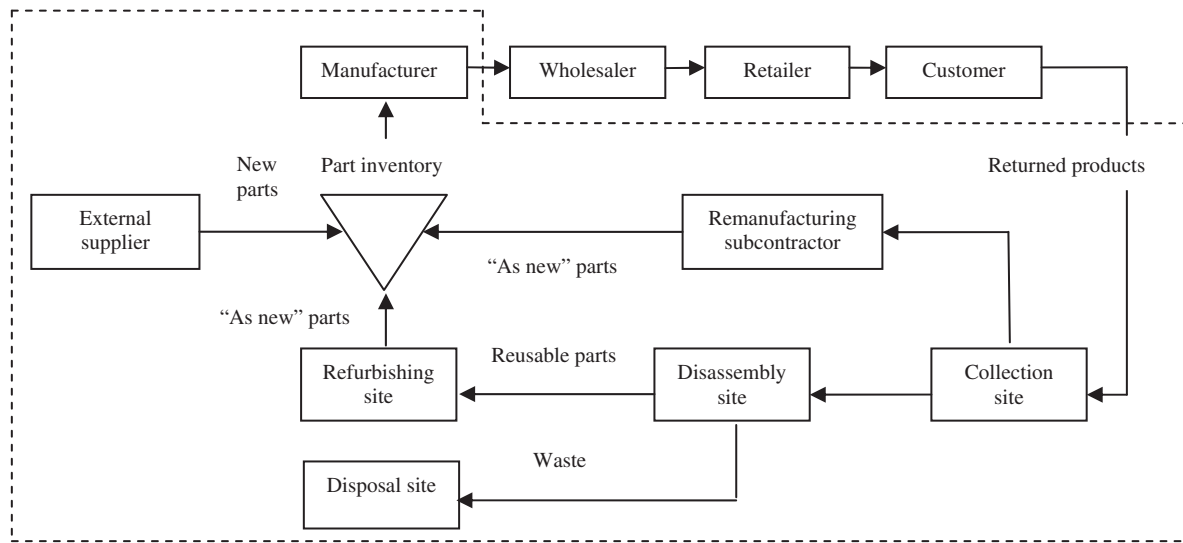 Manufacturer
Wholesaler
Retailer
Customer
New
parts
Part inventory
Returned products
External
supplier
Remanufacturing
subcontractor
“As new” parts
“As new” parts
Refurbishing
site
Reusable parts
Disassembly
site
Collection
site
Waste
Disposal site